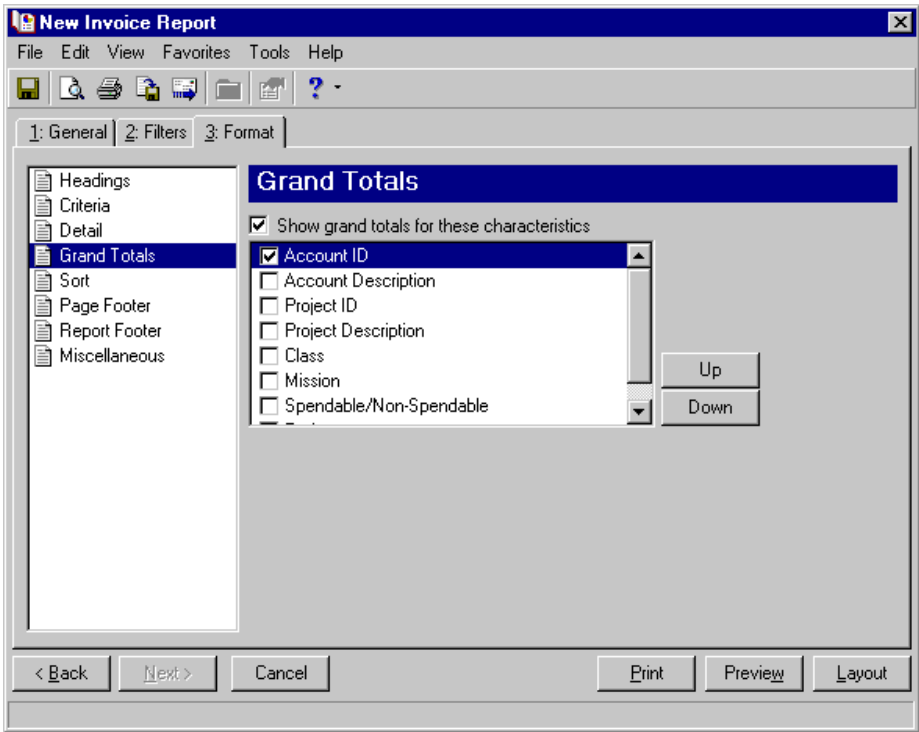 New Invoice Report
File Edit View Favorites Tools Help
?
1: General 2: Filters 3: Format
Headings
Criteria
Detail
Grand Totals
Sort
Page Footer
Report Footer
Miscellaneous
Grand Totals
Show grand totals for these characteristics
Account ID
Account Description
Project ID
Project Description
Class
Mission
Spendable/Non-Spendable
Up
Down
< Back Next > Cancel Print Preview Layout